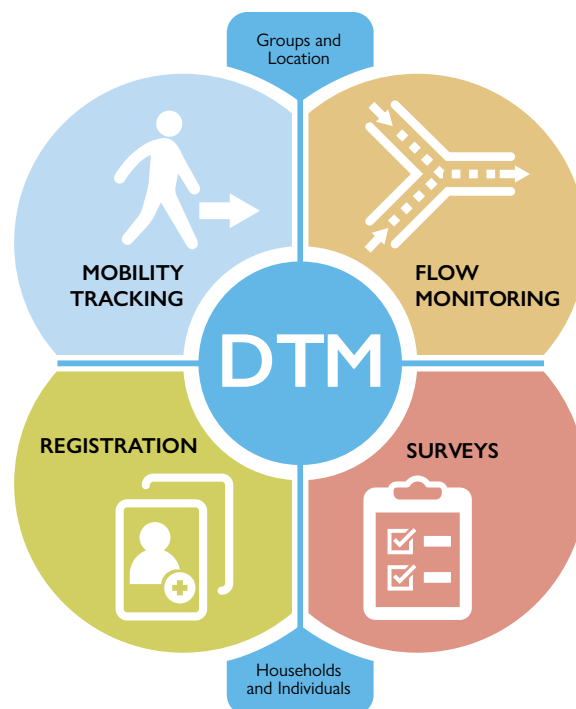 Groups and
Location
MOBILITY
TRACKING
FLOW
MONITORING
DTM
REGISTRATION
SURVEYS
Households
and Individuals